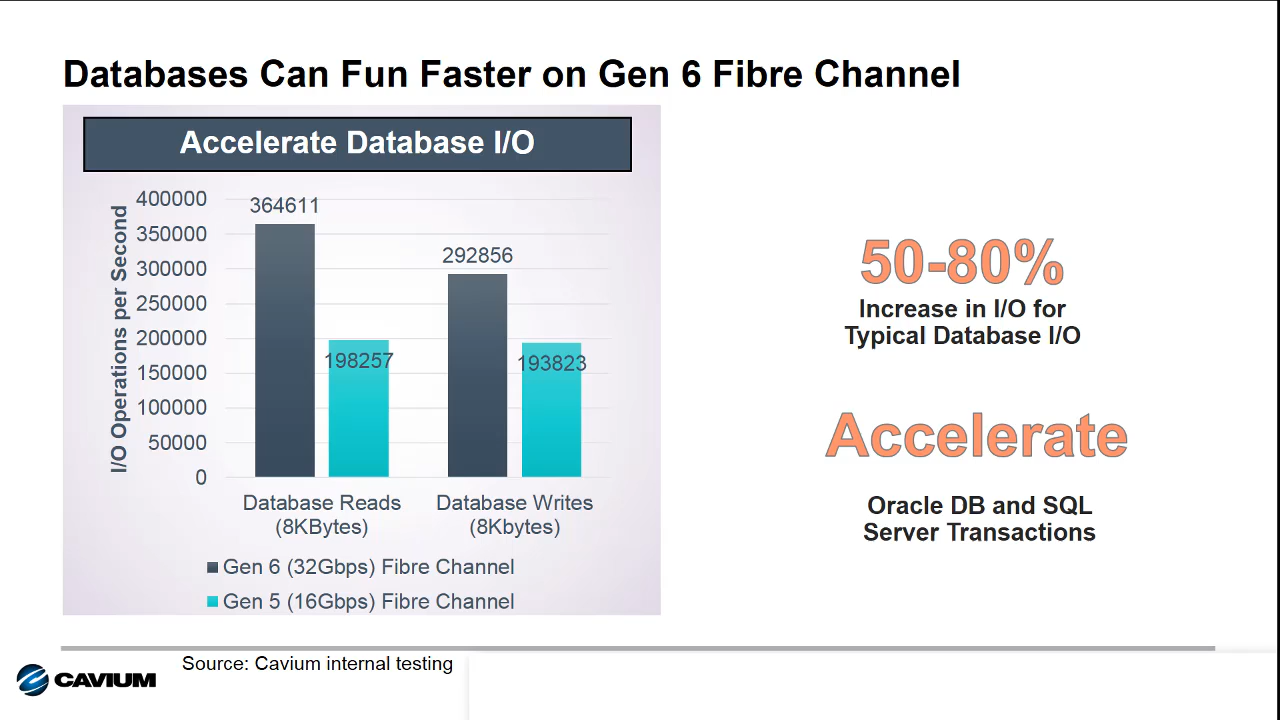 Databases Can Fun Faster on Gen 6 Fibre Channel
Accelerate Database I/O
I/O Operations per Second
400000
350000
300000
250000
200000
150000
100000
50000
0
364611
198257
292856
193823
Database Reads
(8KBytes)
Database Writes
(8Kbytes)
Gen 6 (32Gbps) Fibre Channel
Gen 5 (16Gbps) Fibre Channel
50-80%
Increase in I/O for
Typical Database I/O
Accelerate
Oracle DB and SQL
Server Transactions
Source: Cavium internal testing
CAVIUM